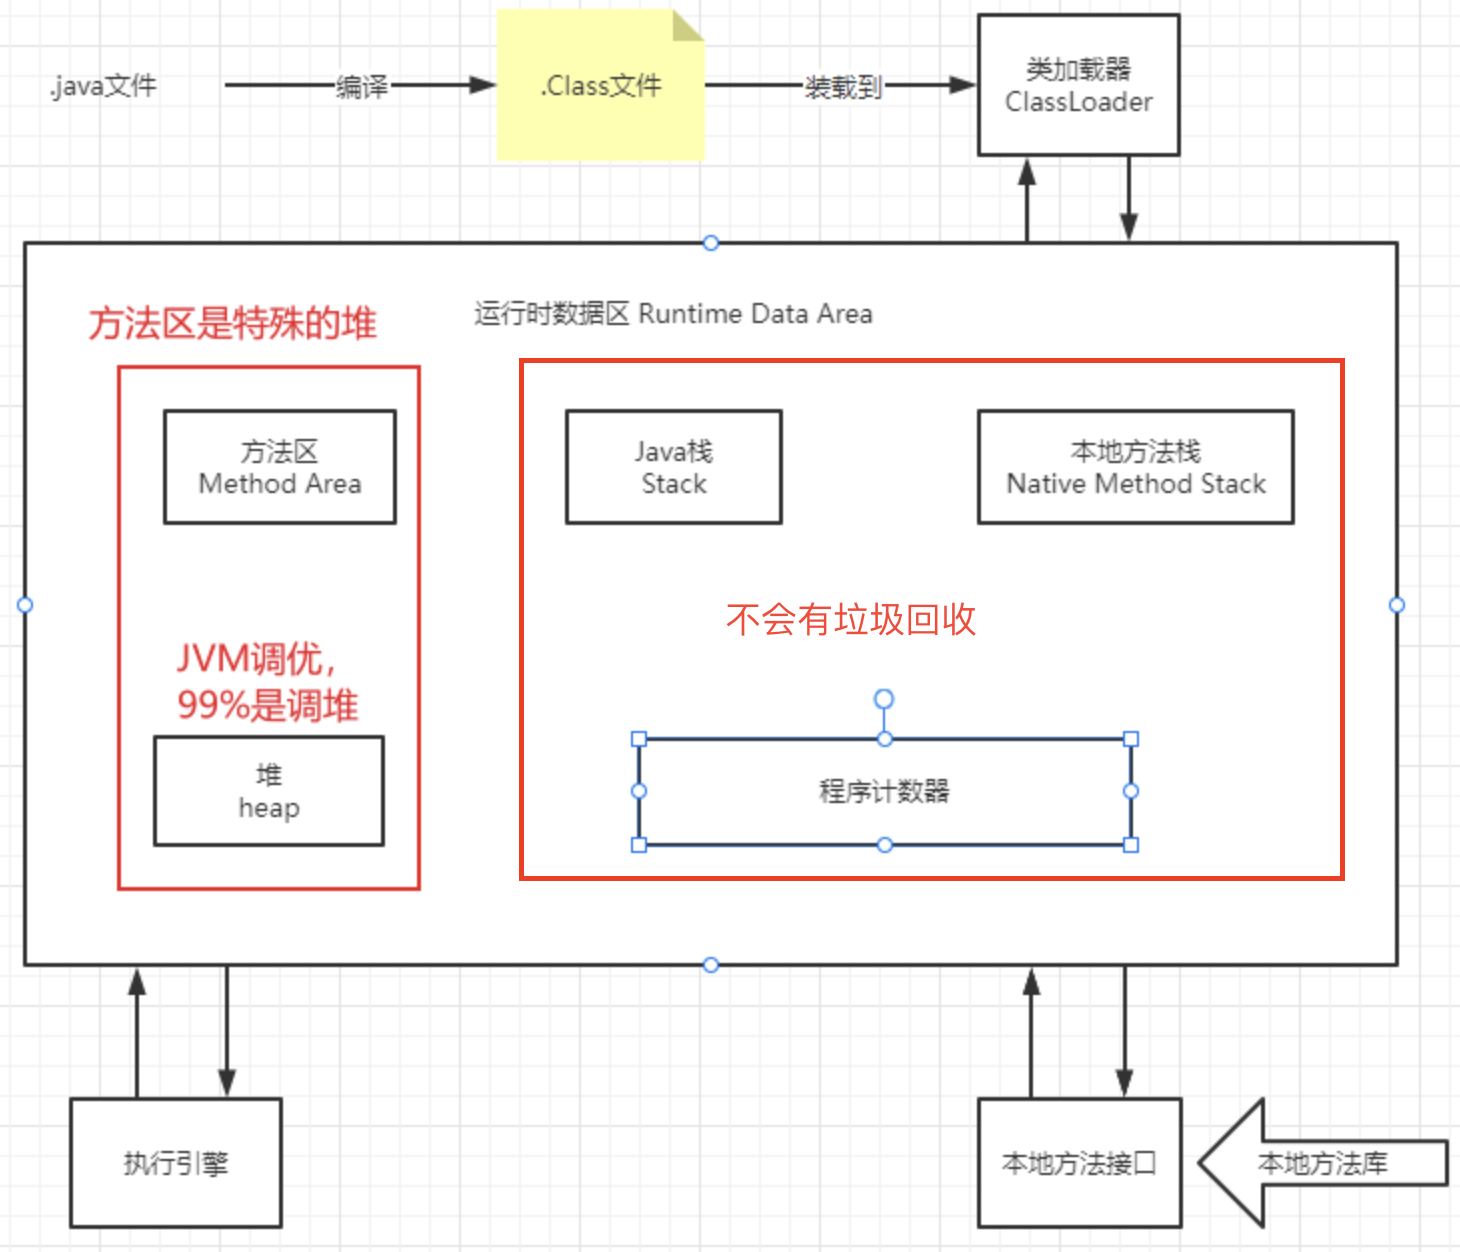 .java文件
编译
.Class文件
装载到
类加载器
ClassLoader
方法区是特殊的堆
运行时数据区 Runtime Data Area
方法区
Method Area
Java栈
Stack
本地方法栈
Native Method Stack
不会有垃圾回收
JVM调优，
99%是调堆
堆
heap
程序计数器
执行引擎
本地方法接口
本地方法库